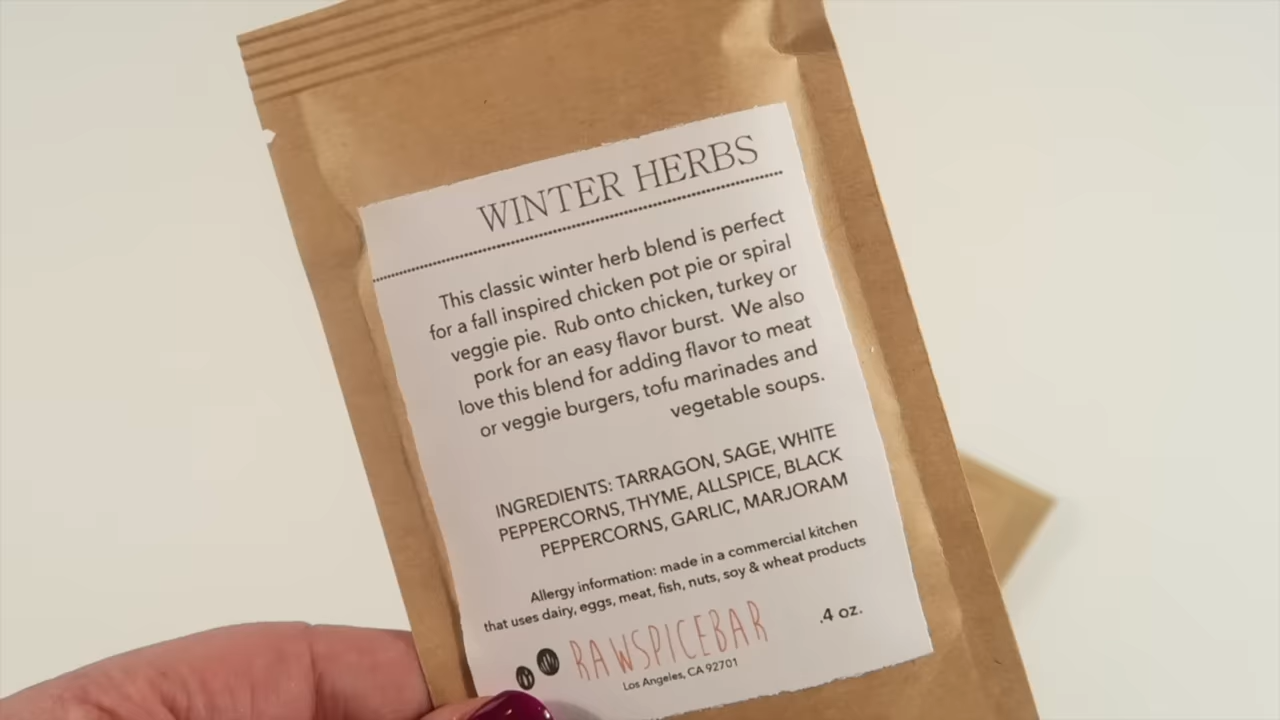 WINTER HERBS
This classic winter herb blend is perfect
for a fall inspired chicken pot pie or spiral
veggie pie. Rub onto chicken, turkey or
pork for an easy flavor burst. We also
love this blend for adding flavor to meat
or veggie burgers, tofu marinades and
vegetable soups.
INGREDIENTS: TARRAGON, SAGE, WHITE
PEPPERCORNS, THYME, ALLSPICE, BLACK
PEPPERCORNS, GARLIC, MARJORAM
Allergy information: made in a commercial kitchen
that uses dairy, eggs, meat, fish, nuts, soy & wheat products
RAWSPICEBAR
.4 oz.
Los Angeles, CA 92701